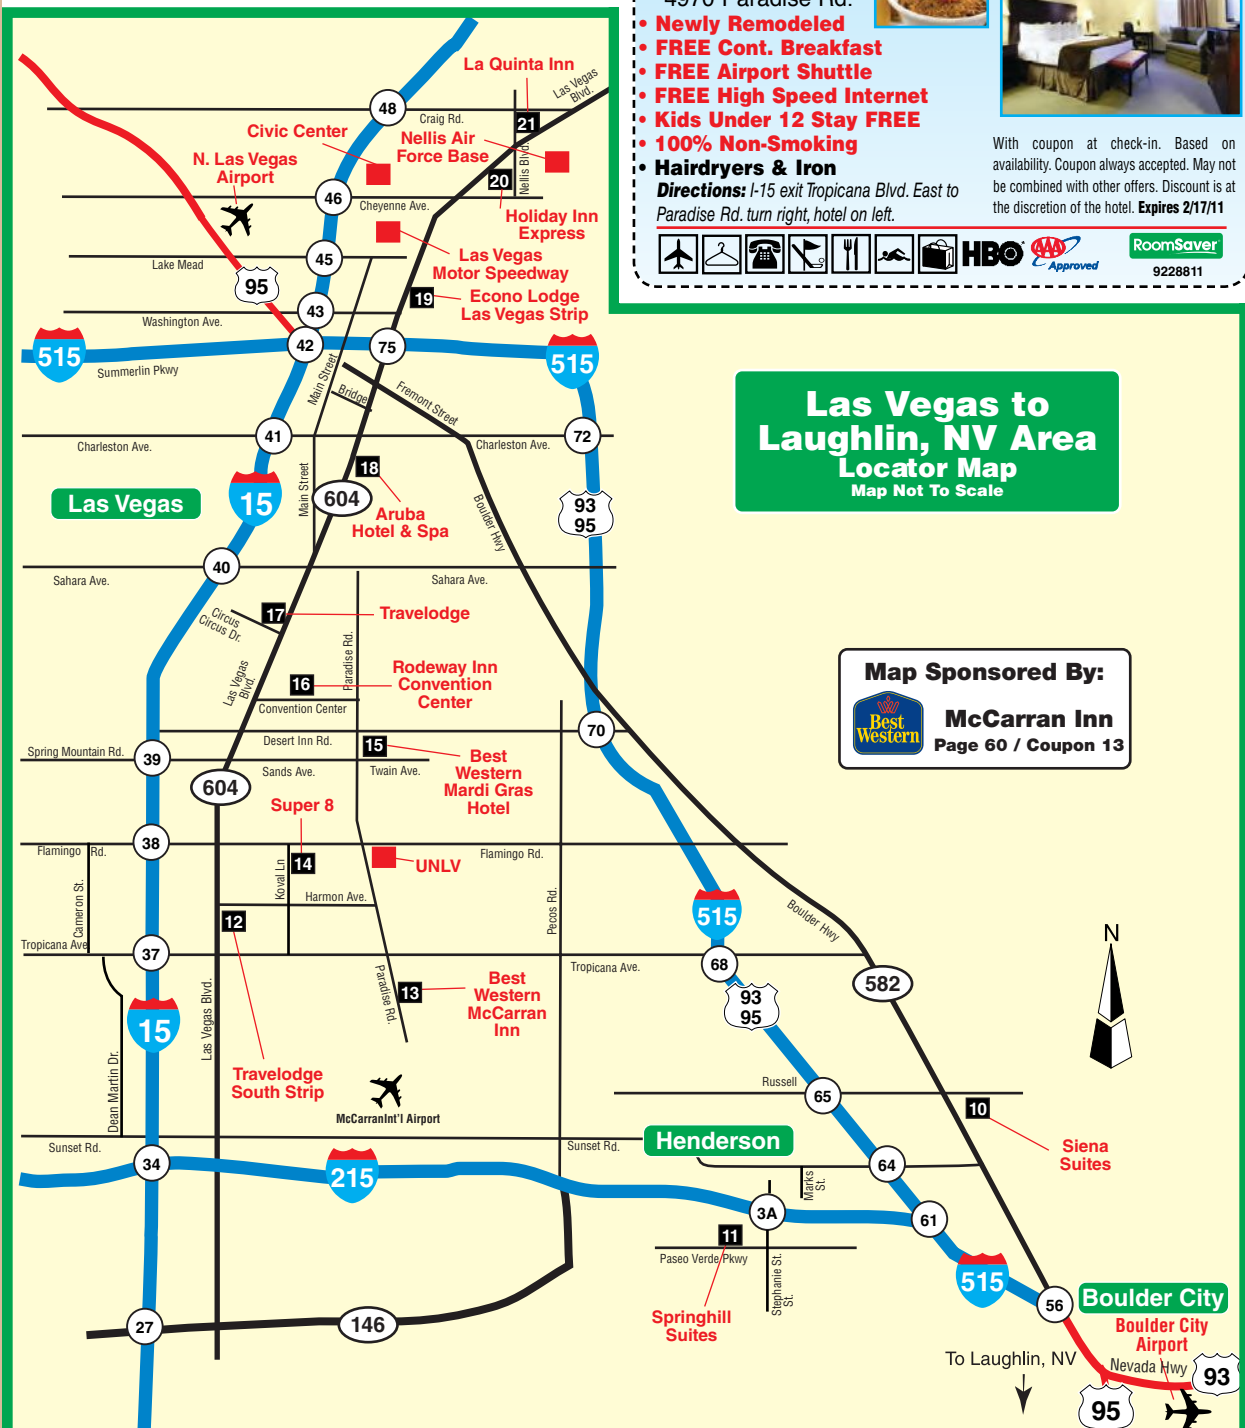 4970 Paradise Rd.
• Newly Remodeled
• FREE Cont. Breakfast
• FREE Airport Shuttle
• FREE High Speed Internet
• Kids Under 12 Stay FREE
• 100% Non-Smoking
• Hairdryers & Iron
Directions: I-15 exit Tropicana Blvd. East to
Paradise Rd. turn right, hotel on left.
With coupon at check-in. Based on
availability. Coupon always accepted. May not
be combined with other offers. Discount is at
the discretion of the hotel. Expires 2/17/11
HBO
AAA
Approved
RoomSaver
9228811
La Quinta Inn
Las Vegas
Blvd.
48
Craig Rd.
21
Civic Center
Nellis Air
Force Base
Nellis Blvd.
N. Las Vegas
Airport
20
46
Cheyenne Ave.
Holiday Inn
Express
45
Lake Mead
Las Vegas
Motor Speedway
95
19
Econo Lodge
Las Vegas Strip
43
Washington Ave.
42
75
515
515
Summerlin Pkwy
Main Street
Bridge
Fremont Street
41
72
Charleston Ave.
Charleston Ave.
Las Vegas to
Laughlin, NV Area
Locator Map
Map Not To Scale
18
Las Vegas
15
Main Street
604
Aruba
Hotel & Spa
Boulder Hwy
93
95
40
Sahara Ave.
Sahara Ave.
Circus
Circus Dr.
17
Travelodge
Las Vegas
Blvd.
Paradise Rd.
16
Rodeway Inn
Convention
Center
Convention Center
Map Sponsored By:
Best
Western
McCarran Inn
Page 60 / Coupon 13
70
Desert Inn Rd.
Spring Mountain Rd.
39
15
Sands Ave.
Twain Ave.
Best
Western
Mardi Gras
Hotel
604
Super 8
38
Flamingo Rd.
Flamingo Rd.
14
Koval Ln
UNLV
Cameron St.
Harmon Ave.
Pecos Rd.
12
515
Boulder Hwy
Tropicana Ave
37
Tropicana Ave.
68
N
582
93
95
Paradise Rd.
13
Best
Western
McCarran
Inn
15
Las Vegas Blvd.
Dean Martin Dr.
Travelodge
South Strip
McCarranInt'l Airport
Russell
65
10
Siena
Suites
Sunset Rd.
Sunset Rd.
Henderson
34
215
64
Marks
St.
3A
61
11
Paseo Verde Pkwy
Stephanie St.
St.
515
Springhill
Suites
27
146
56
Boulder City
Boulder City
Airport
To Laughlin, NV
Nevada Hwy
93
95